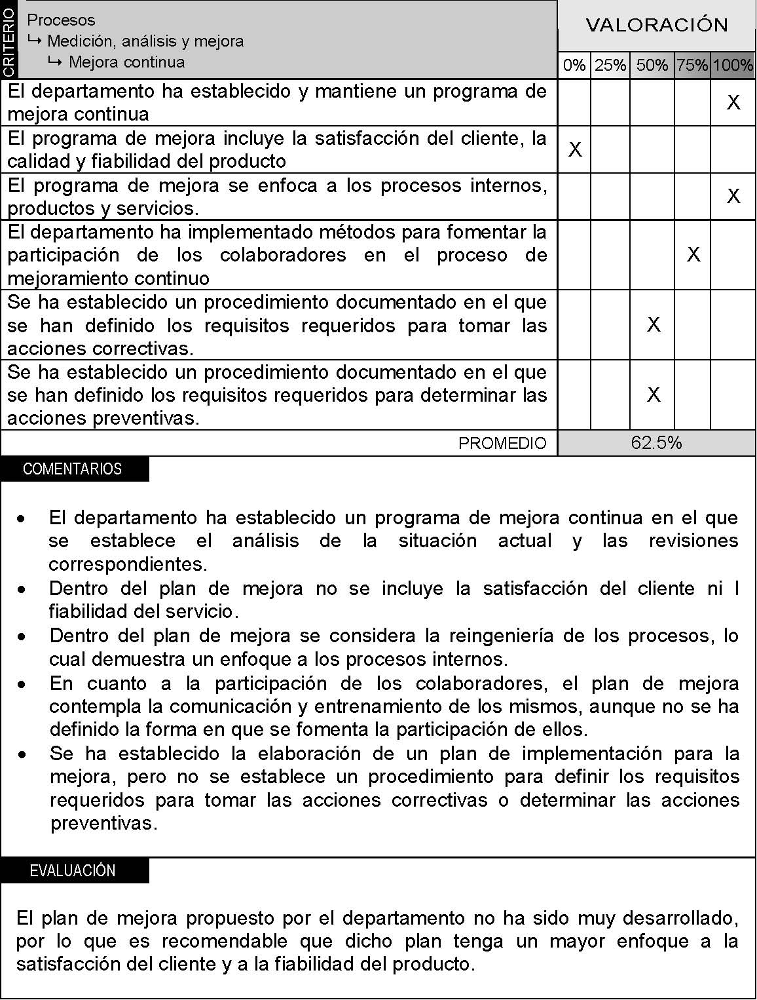 CRITERIO
Procesos
↳ Medición, análisis y mejora
↳ Mejora continua
VALORACIÓN
0% 25% 50% 75% 100%
El departamento ha establecido y mantiene un programa de
mejora continua
X
El programa de mejora incluye la satisfacción del cliente, la
calidad y fiabilidad del producto
X
El programa de mejora se enfoca a los procesos internos,
productos y servicios.
X
El departamento ha implementado métodos para fomentar la
participación de los colaboradores en el proceso de
mejoramiento continuo
X
Se ha establecido un procedimiento documentado en el que
se han definido los requisitos requeridos para tomar las
acciones correctivas.
X
Se ha establecido un procedimiento documentado en el que
se han definido los requisitos requeridos para determinar las
acciones preventivas.
X
PROMEDIO 62.5%
COMENTARIOS
• El departamento ha establecido un programa de mejora continua en el que
se establece el análisis de la situación actual y las revisiones
correspondientes.
• Dentro del plan de mejora no se incluye la satisfacción del cliente ni l
fiabilidad del servicio.
• Dentro del plan de mejora se considera la reingeniería de los procesos, lo
cual demuestra un enfoque a los procesos internos.
• En cuanto a la participación de los colaboradores, el plan de mejora
contempla la comunicación y entrenamiento de los mismos, aunque no se ha
definido la forma en que se fomenta la participación de ellos.
• Se ha establecido la elaboración de un plan de implementación para la
mejora, pero no se establece un procedimiento para definir los requisitos
requeridos para tomar las acciones correctivas o determinar las acciones
preventivas.
EVALUACIÓN
El plan de mejora propuesto por el departamento no ha sido muy desarrollado,
por lo que es recomendable que dicho plan tenga un mayor enfoque a la
satisfacción del cliente y a la fiabilidad del producto.